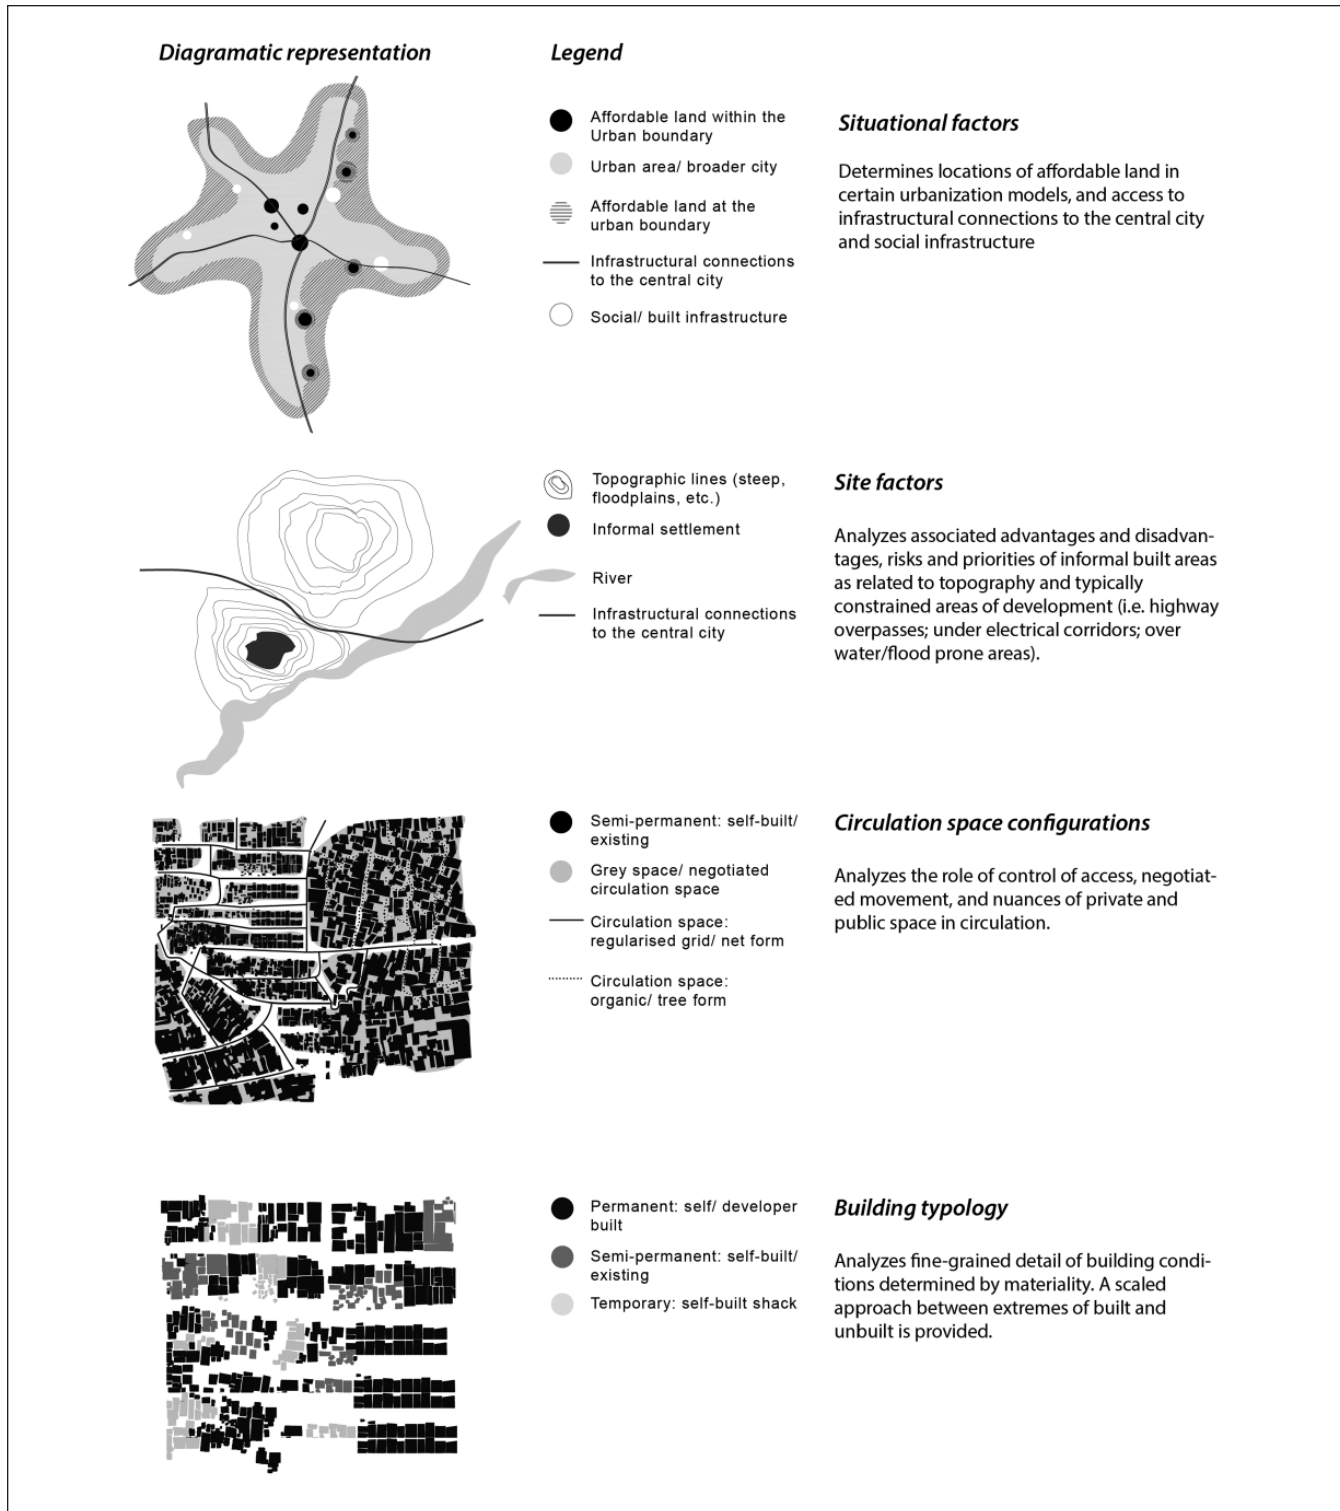 Diagramatic representation
Legend
Affordable land within the
Urban boundary
Urban area/ broader city
Affordable land at the
urban boundary
Infrastructural connections
to the central city
Social/ built infrastructure
Situational factors
Determines locations of affordable land in
certain urbanization models, and access to
infrastructural connections to the central city
and social infrastructure
Topographic lines (steep,
floodplains, etc.)
Informal settlement
River
Infrastructural connections
to the central city
Site factors
Analyzes associated advantages and disadvan-
tages, risks and priorities of informal built areas
as related to topography and typically
constrained areas of development (i.e. highway
overpasses; under electrical corridors; over
water/flood prone areas).
Semi-permanent: self-built/
existing
Grey space/ negotiated
circulation space
Circulation space:
regularised grid/ net form
Circulation space:
organic/ tree form
Circulation space configurations
Analyzes the role of control of access, negotiat-
ed movement, and nuances of private and
public space in circulation.
Permanent: self/ developer
built
Semi-permanent: self-built/
existing
Temporary: self-built shack
Building typology
Analyzes fine-grained detail of building condi-
tions determined by materiality. A scaled
approach between extremes of built and
unbuilt is provided.